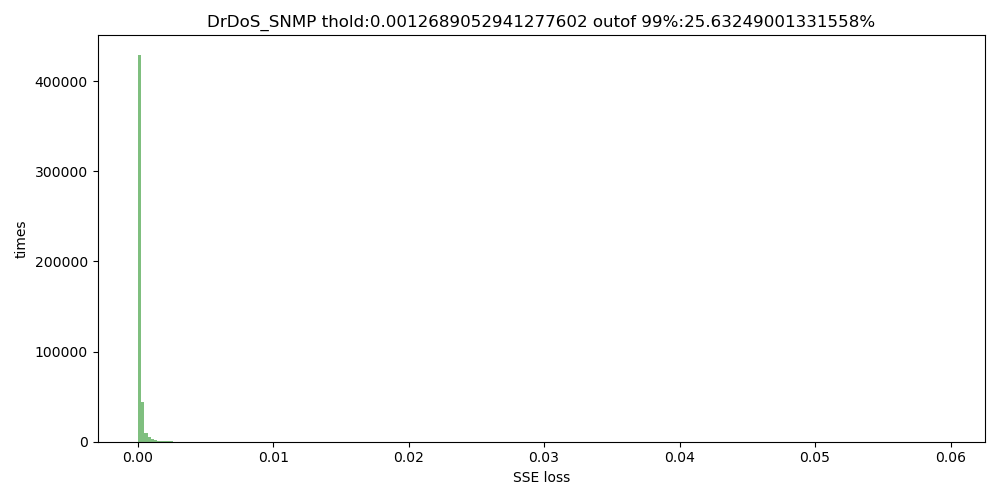 DrDoS_SNMP thold:0.0012689052941277602 outof 99%:25.63249001331558%
400000
300000
200000
100000
0
times
0.00 0.01 0.02 0.03 0.04 0.05 0.06
SSE loss